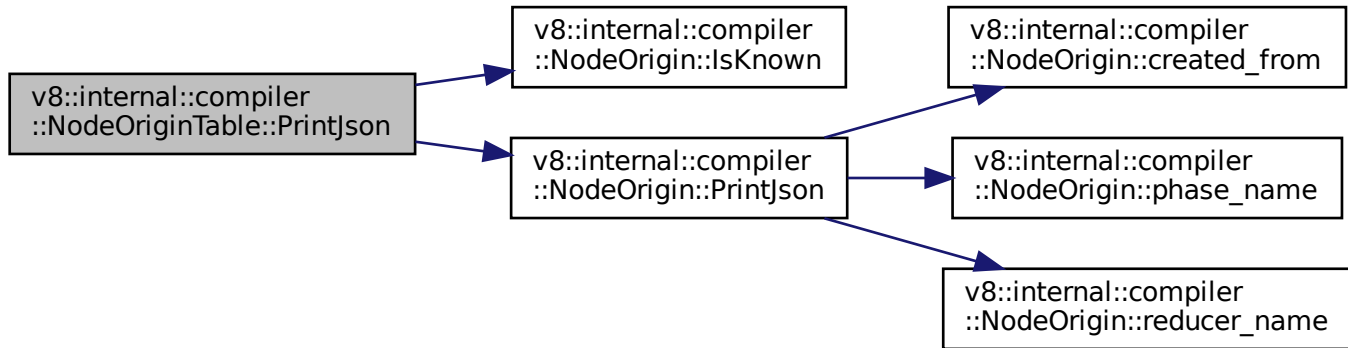 v8::internal::compiler
::NodeOriginTable::PrintJson
v8::internal::compiler
::NodeOrigin::IsKnown
v8::internal::compiler
::NodeOrigin::PrintJson
v8::internal::compiler
::NodeOrigin::created_from
v8::internal::compiler
::NodeOrigin::phase_name
v8::internal::compiler
::NodeOrigin::reducer_name